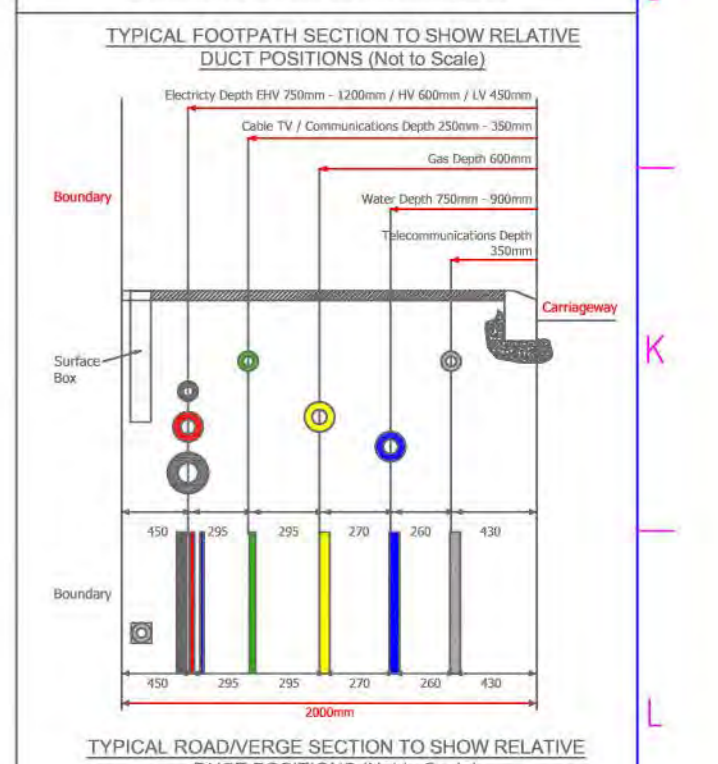 TYPICAL FOOTPATH SECTION TO SHOW RELATIVE
DUCT POSITIONS (Not to Scale)
Electricty Depth EHV 750mm - 1200mm / HV 600mm / LV 450mm
Cable TV / Communications Depth 250mm - 350mm
Gas Depth 600mm
Boundary
Water Depth 750mm - 900mm
Telecommunications Depth
350mm
Carriageway
K
Surface
Box
450 295 295 270 260 430
Boundary
450 295 295 270 260 430
2000mm
L
TYPICAL ROAD/VERGE SECTION TO SHOW RELATIVE